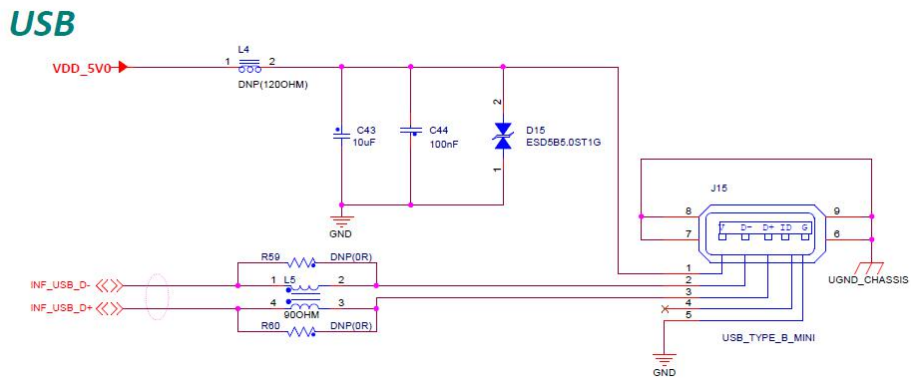 USB
L4
VDD_5V0
1 2
DNP(120OHM)
C43
10uF
C44
100nF
2
D15
ESD5B5.0ST1G
1
GND
J15
8 9
7 6
V D- D+ ID G
UGND_CHASSIS
R59 DNP(0R)
INF_USB_D- 1 L5 2
INF_USB_D+ 4 3
90OHM
R60 DNP(0R)
1
2
3
4
5
USB_TYPE_B_MINI
GND